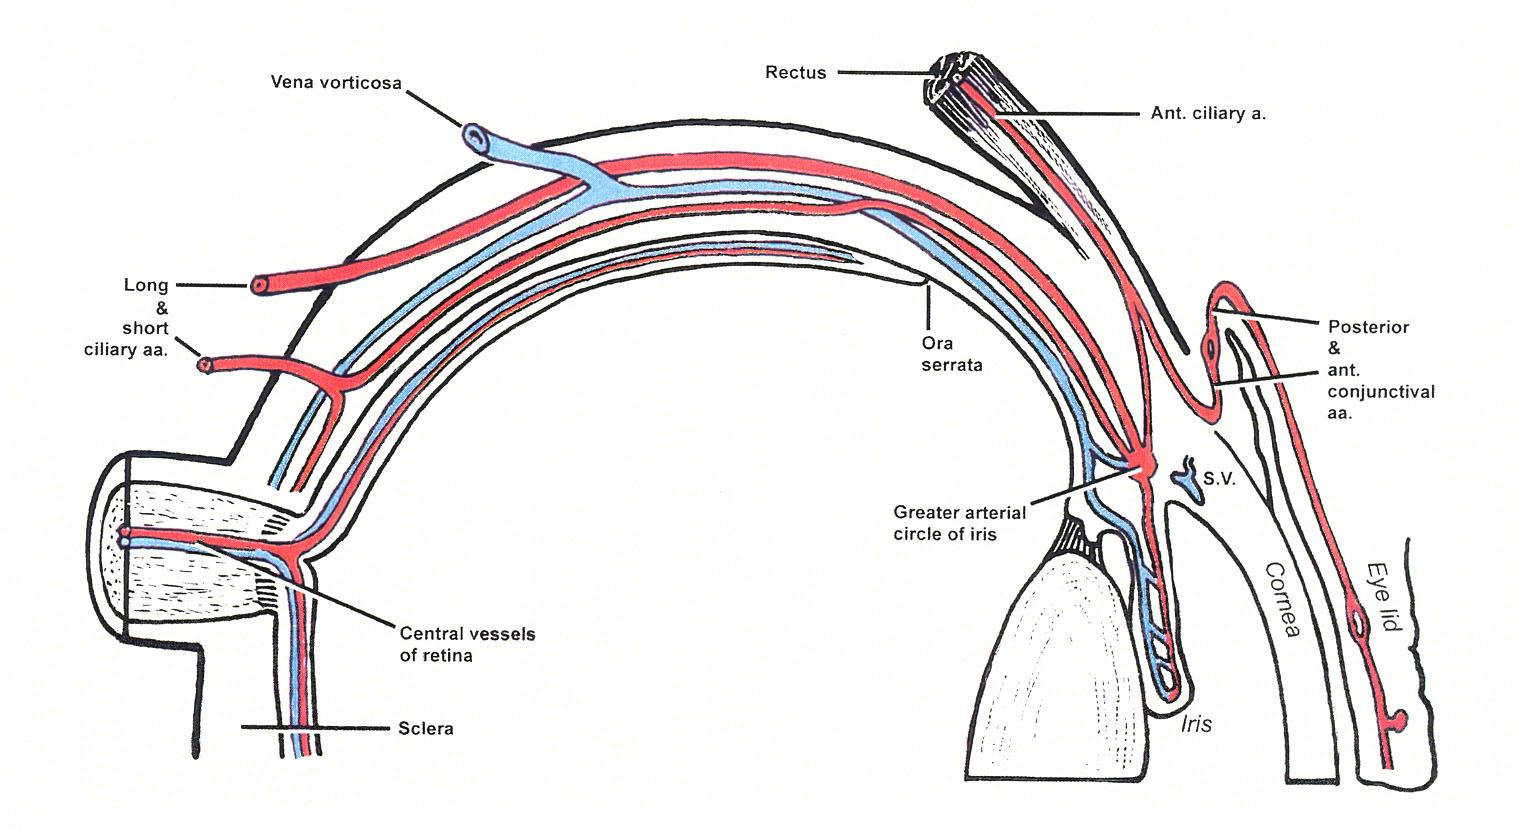 Vena vorticosa
Rectus
Ant. ciliary a.
Long
&
short
ciliary aa.
Ora
serrata
Posterior
&
ant.
conjunctival
aa.
S.V.
Greater arterial
circle of iris
Cornea
Eye lid
Central vessels
of retina
Iris
Sclera